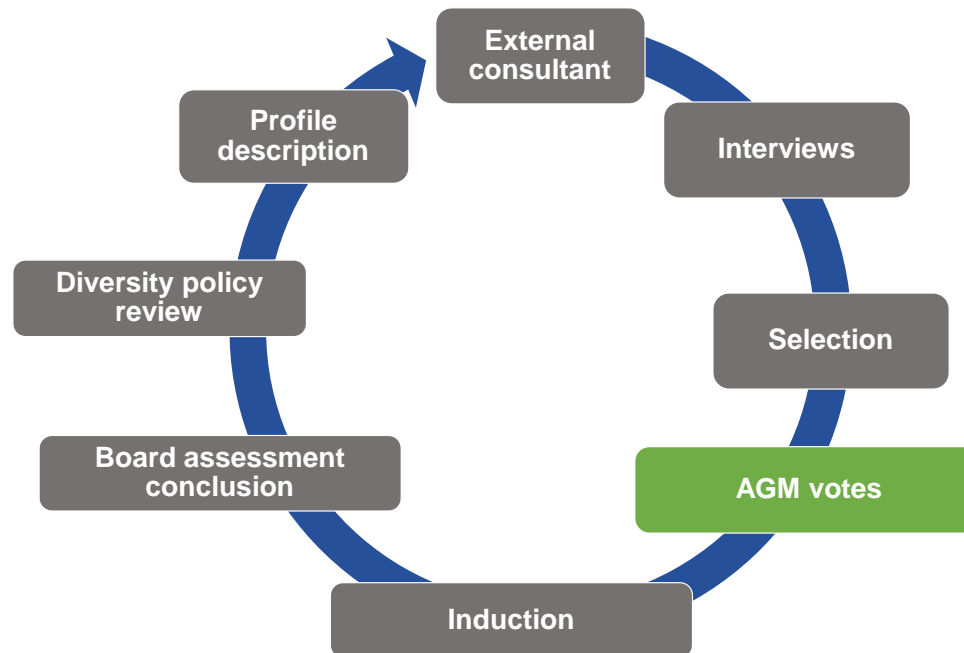 External
consultant
Interviews
Selection
AGM votes
Induction
Board assessment
conclusion
Diversity policy
review
Profile
description